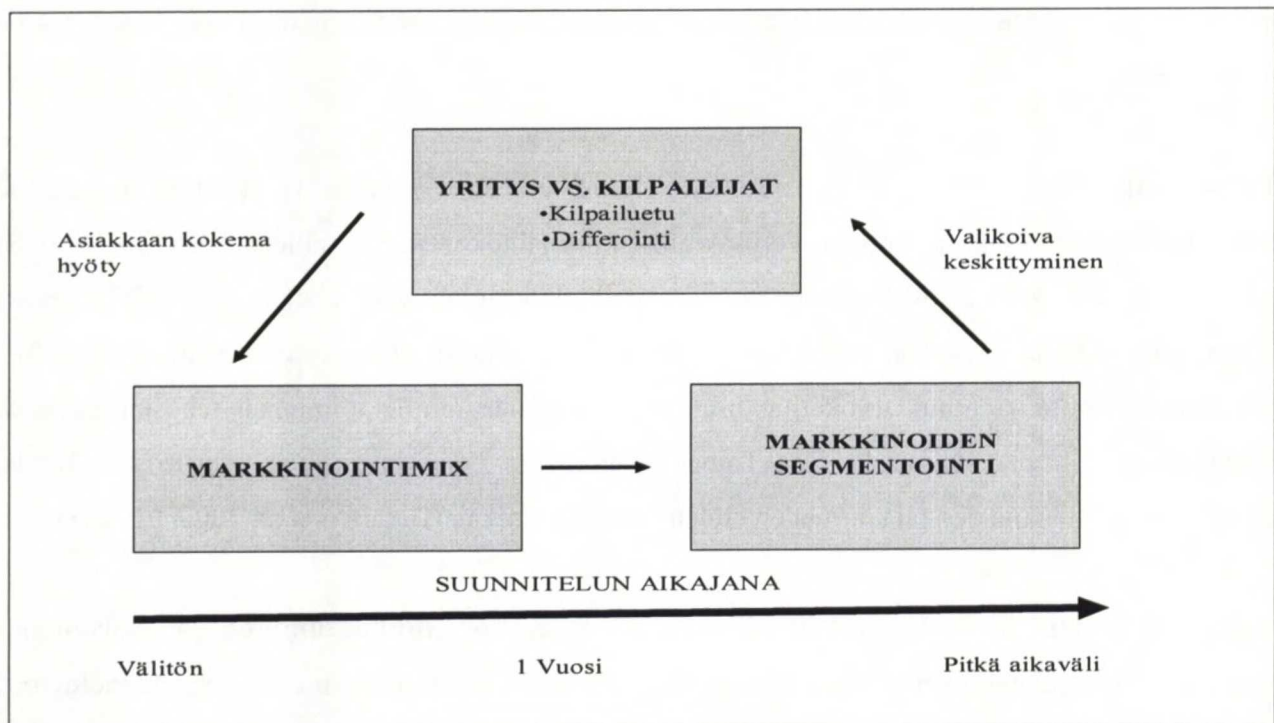 YRITYS VS. KILPAILIJAT
•Kilpailuetu
•Differointi
Asiakkaan kokema
hyöty
Valikoiva
keskittyminen
MARKKINOINTIMIX
MARKKINOIDEN
SEGMENTOINTI
SUUNNITELUN AIKAJANA
Välitön
1 Vuosi
Pitkä aikaväli